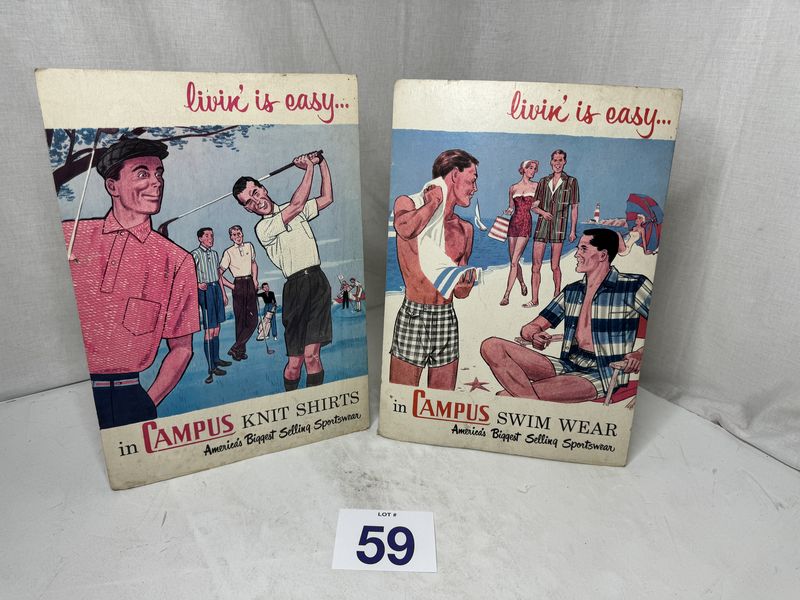 livin' is easy...
in CAMPUS KNIT SHIRTS
America's Biggest Selling Sportswear
livin' is easy...
in CAMPUS SWIM WEAR
America's Biggest Selling Sportswear
LOT #
59